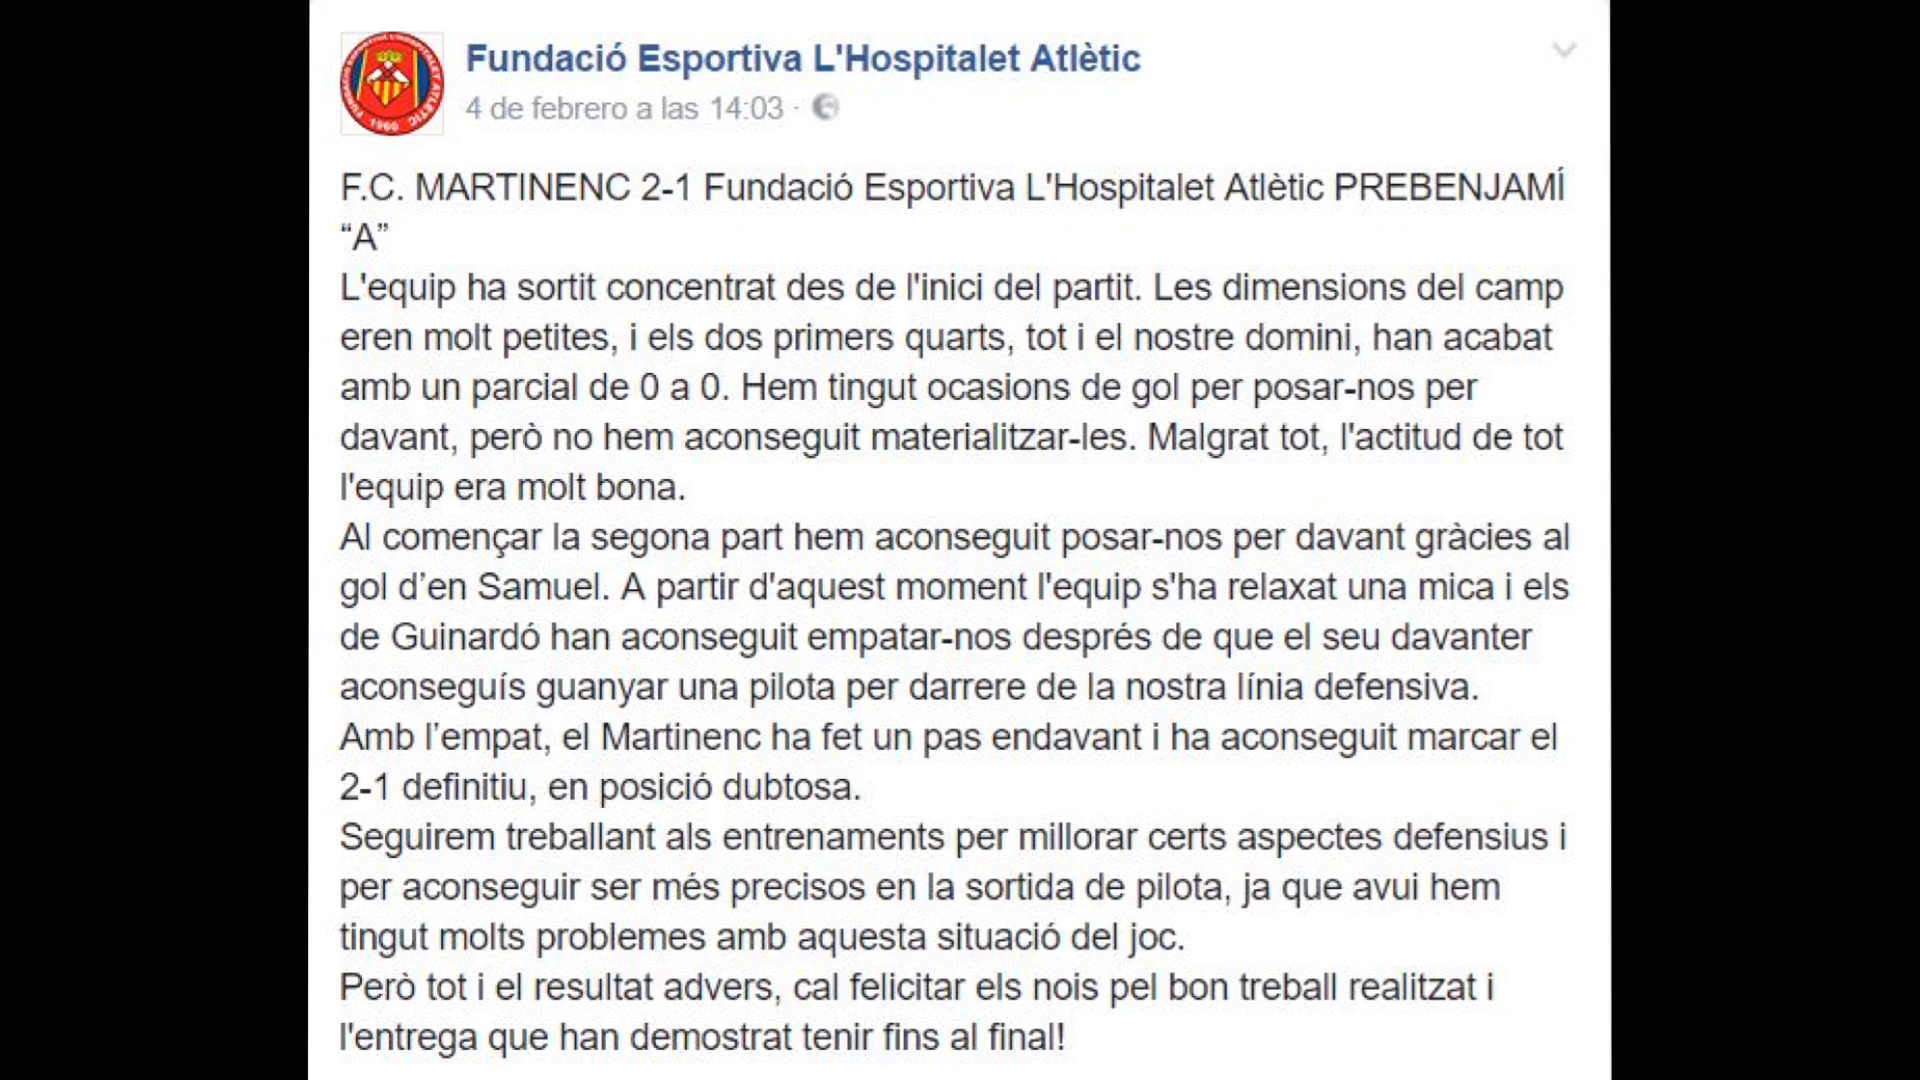 Fundació Esportiva L'Hospitalet Atlètic
4 de febrero a las 14:03 ·
F.C. MARTINENC 2-1 Fundació Esportiva L'Hospitalet Atlètic PREBENJAMÍ
“A”
L'equip ha sortit concentrat des de l'inici del partit. Les dimensions del camp
eren molt petites, i els dos primers quarts, tot i el nostre domini, han acabat
amb un parcial de 0 a 0. Hem tingut ocasions de gol per posar-nos per
davant, però no hem aconseguit materialitzar-les. Malgrat tot, l'actitud de tot
l'equip era molt bona.
Al començar la segona part hem aconseguit posar-nos per davant gràcies al
gol d’en Samuel. A partir d'aquest moment l'equip s'ha relaxat una mica i els
de Guinardó han aconseguit empatar-nos després de que el seu davanter
aconseguís guanyar una pilota per darrere de la nostra línia defensiva.
Amb l’empat, el Martinenc ha fet un pas endavant i ha aconseguit marcar el
2-1 definitiu, en posició dubtosa.
Seguirem treballant als entrenaments per millorar certs aspectes defensius i
per aconseguir ser més precisos en la sortida de pilota, ja que avui hem
tingut molts problemes amb aquesta situació del joc.
Però tot i el resultat advers, cal felicitar els nois pel bon treball realitzat i
l'entrega que han demostrat tenir fins al final!
FUNDACIÓ ESPORTIVA L'HOSPITALET ATLÈTIC
1960